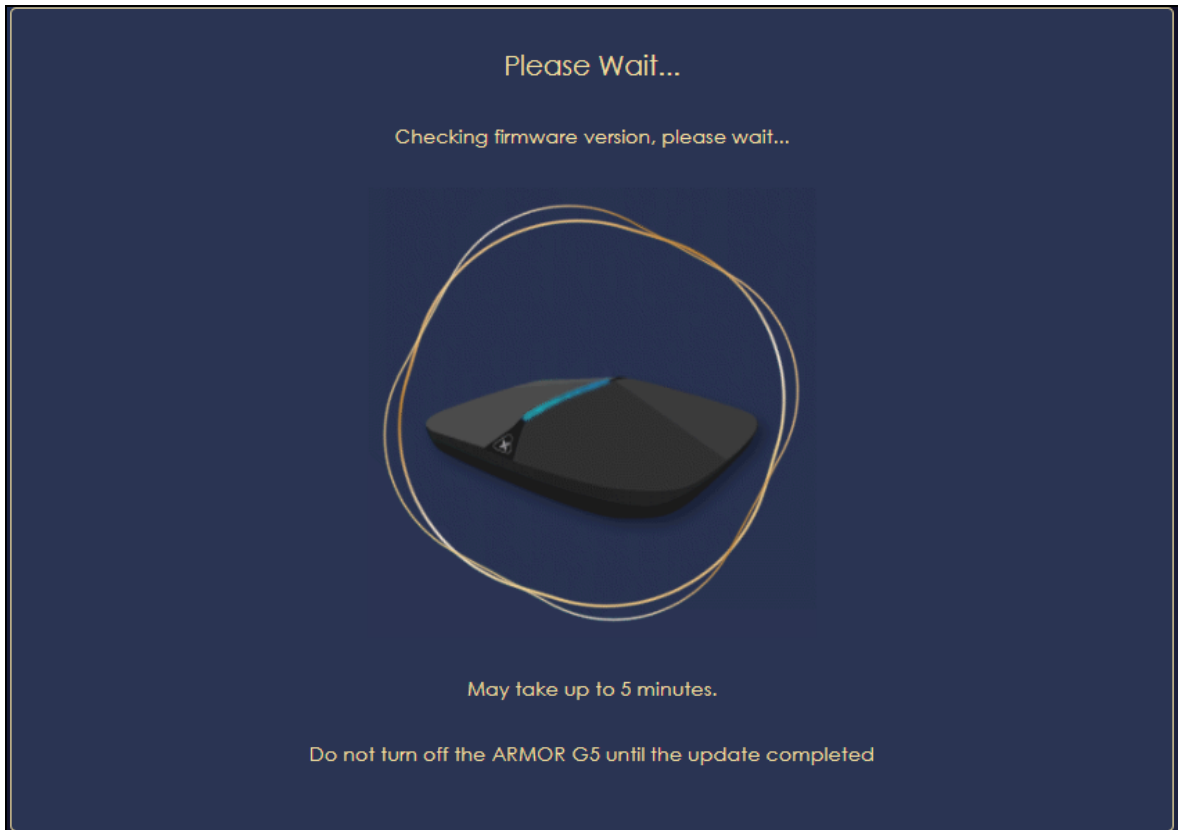 Please Wait...
Checking firmware version, please wait...
May take up to 5 minutes.
Do not turn off the ARMOR G5 until the update completed